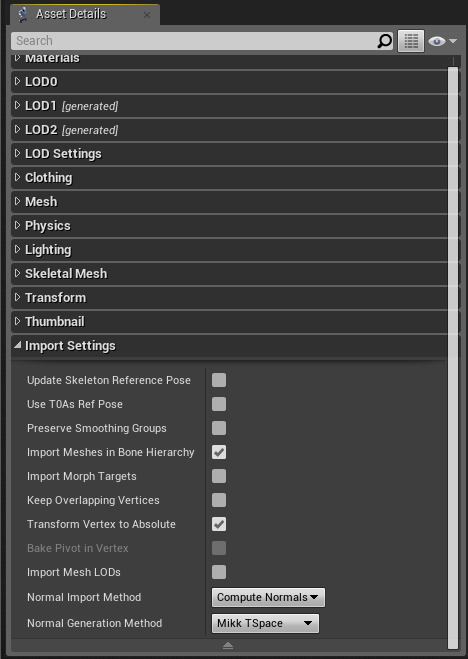 Asset Details
Search
Materials
LOD0
LOD1 [generated]
LOD2 [generated]
LOD Settings
Clothing
Mesh
Physics
Lighting
Skeletal Mesh
Transform
Thumbnail
Import Settings
Update Skeleton Reference Pose
Use T0As Ref Pose
Preserve Smoothing Groups
Import Meshes in Bone Hierarchy
Import Morph Targets
Keep Overlapping Vertices
Transform Vertex to Absolute
Bake Pivot in Vertex
Import Mesh LODs
Normal Import Method Compute Normals
Normal Generation Method Mikk TSpace